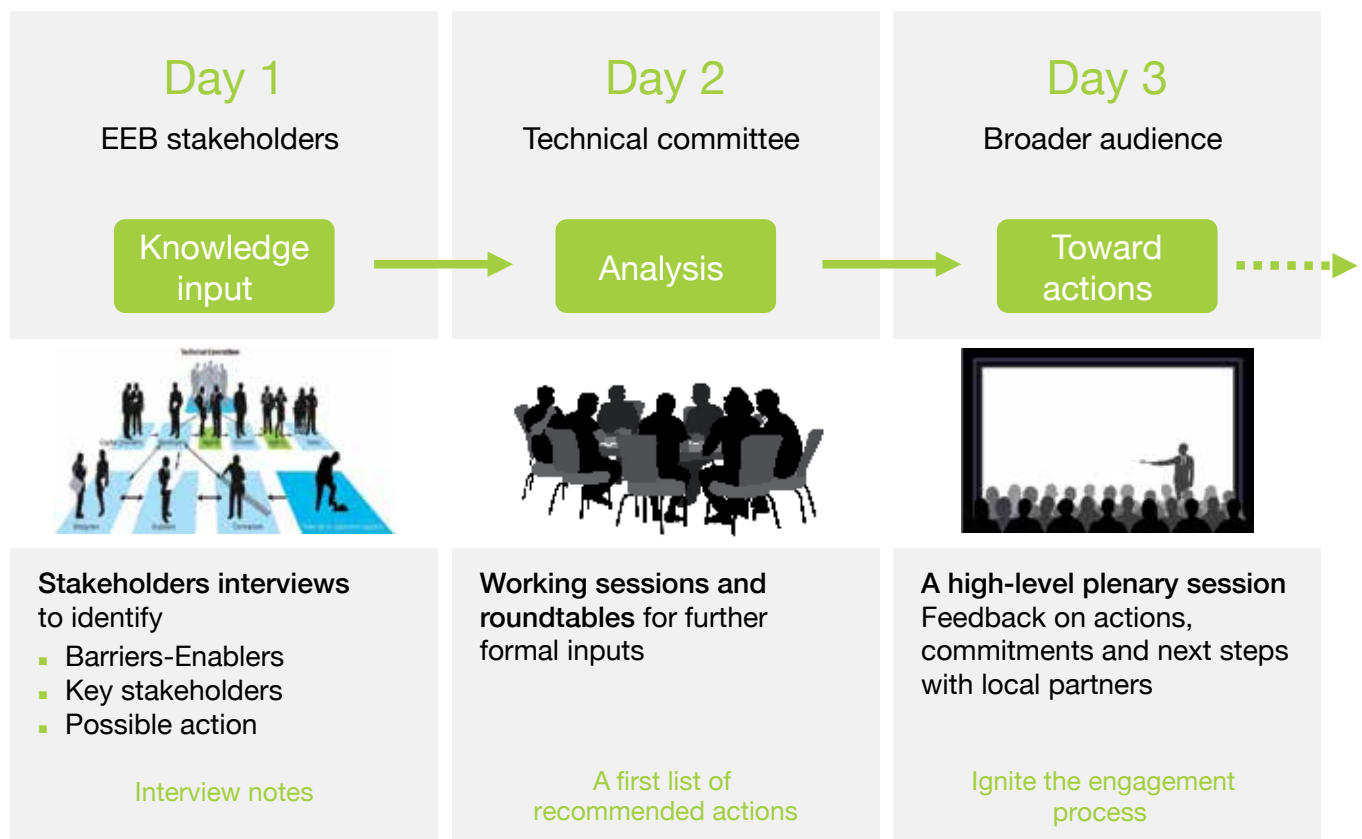 Day 1
EEB stakeholders
Knowledge
input
Day 2
Technical committee
Analysis
Day 3
Broader audience
Toward
actions
Technical Committee
Stakeholders interviews
to identify
▪ Barriers-Enablers
▪ Key stakeholders
▪ Possible action
Interview notes
Working sessions and
roundtables for further
formal inputs
A first list of
recommended actions
A high-level plenary session
Feedback on actions,
commitments and next steps
with local partners
Ignite the engagement
process